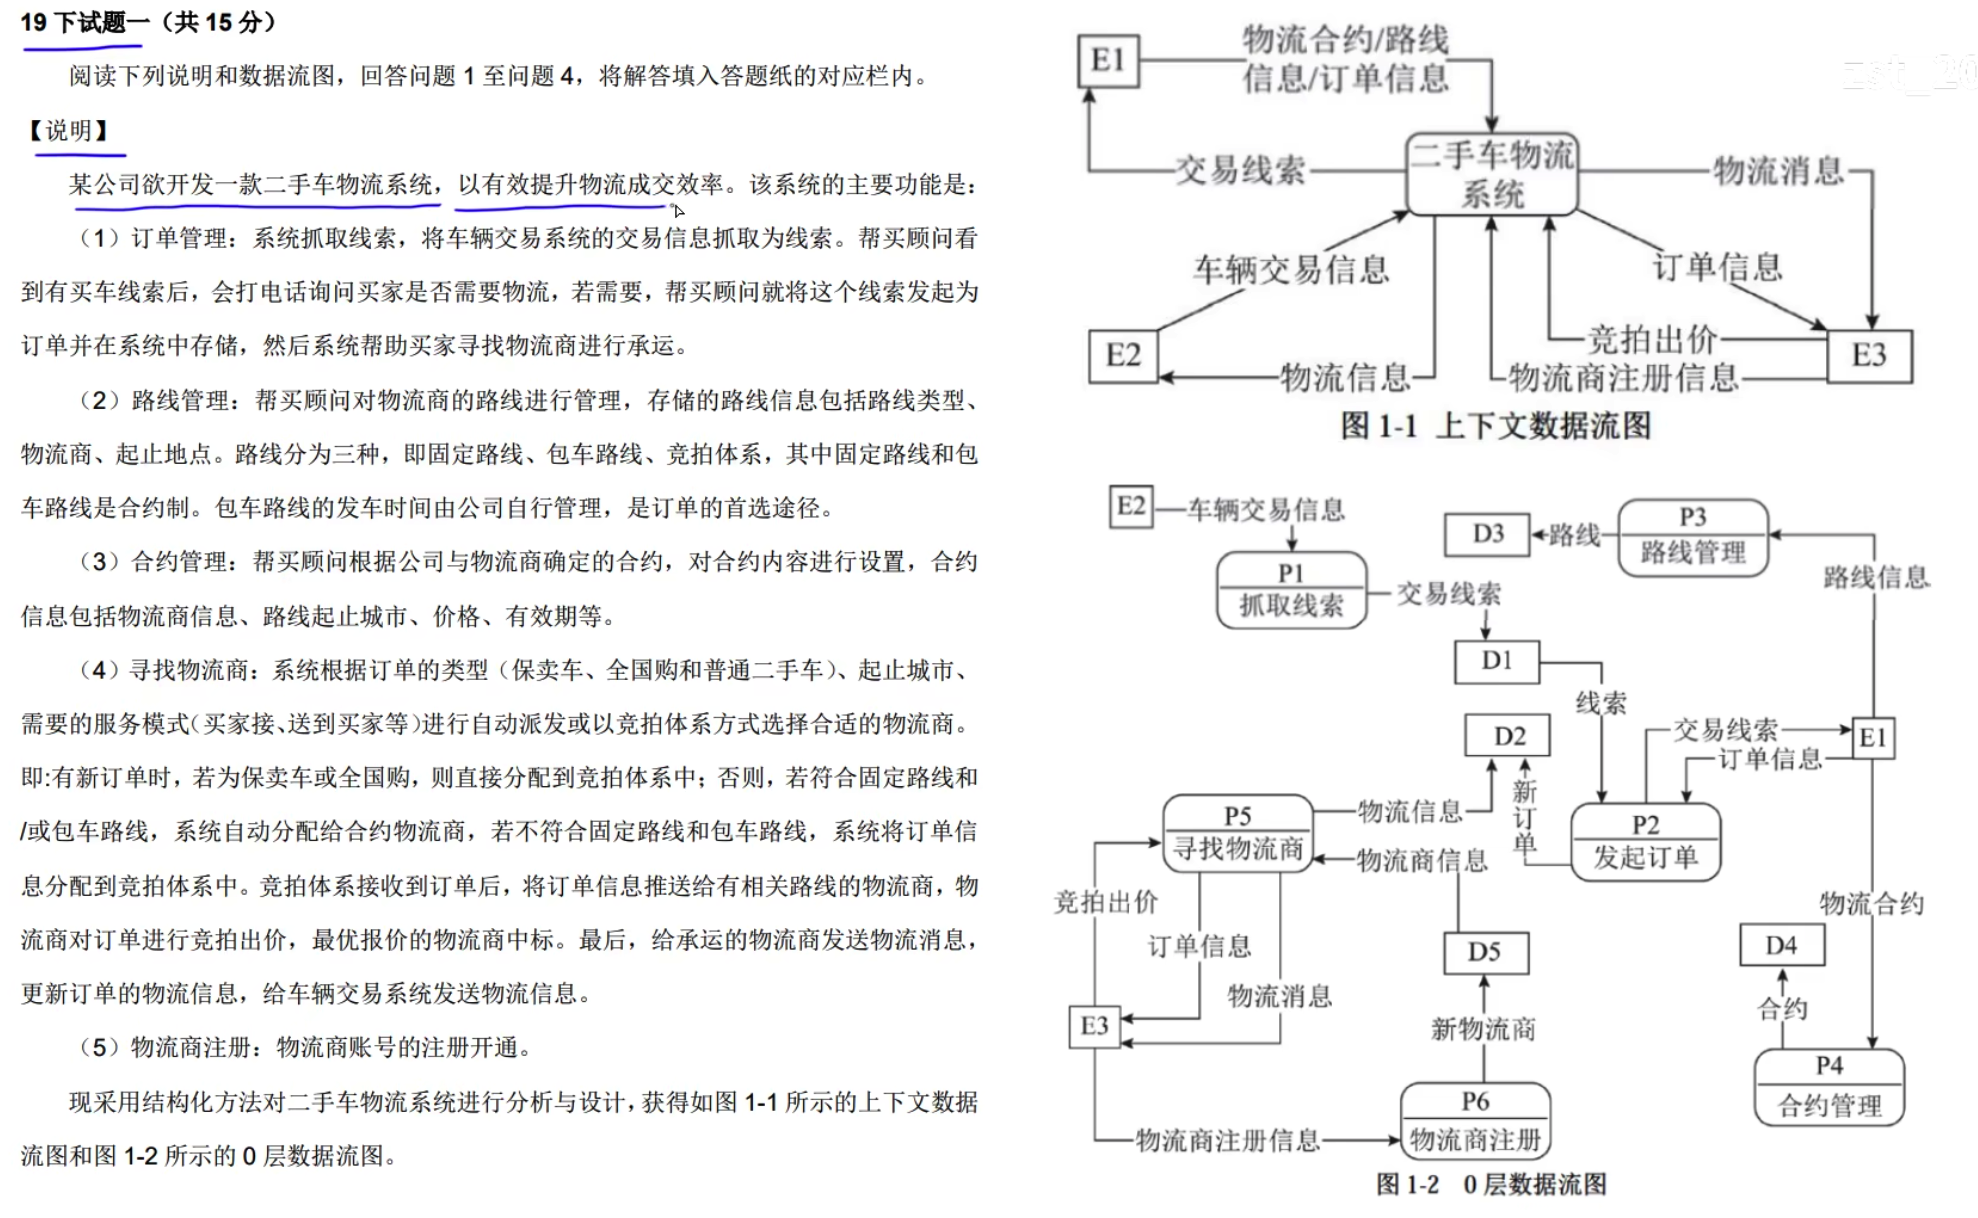 19 下试题一（共 15 分）
阅读下列说明和数据流图，回答问题 1 至问题 4，将解答填入答题纸的对应栏内。
【说明】
某公司欲开发一款二手车物流系统，以有效提升物流成交效率。该系统的主要功能是：
（1）订单管理：系统抓取线索，将车辆交易系统的交易信息抓取为线索。帮买顾问看
到有买车线索后，会打电话询问买家是否需要物流，若需要，帮买顾问就将这个线索发起为
订单并在系统中存储，然后系统帮助买家寻找物流商进行承运。
（2）路线管理：帮买顾问对物流商的路线进行管理，存储的路线信息包括路线类型、
物流商、起止地点。路线分为三种，即固定路线、包车路线、竞拍体系，其中固定路线和包
车路线是合约制。包车路线的发车时间由公司自行管理，是订单的首选途径。
（3）合约管理：帮买顾问根据公司与物流商确定的合约，对合约内容进行设置，合约
信息包括物流商信息、路线起止城市、价格、有效期等。
（4）寻找物流商：系统根据订单的类型（保卖车、全国购和普通二手车）、起止城市、
需要的服务模式（买家接、送到买家等）进行自动派发或以竞拍体系方式选择合适的物流商。
即:有新订单时，若为保卖车或全国购，则直接分配到竞拍体系中；否则，若符合固定路线和
/或包车路线，系统自动分配给合约物流商，若不符合固定路线和包车路线，系统将订单信
息分配到竞拍体系中。竞拍体系接收到订单后，将订单信息推送给有相关路线的物流商，物
流商对订单进行竞拍出价，最优报价的物流商中标。最后，给承运的物流商发送物流消息，
更新订单的物流信息，给车辆交易系统发送物流信息。
（5）物流商注册：物流商账号的注册开通。
现采用结构化方法对二手车物流系统进行分析与设计，获得如图 1-1 所示的上下文数据
流图和图 1-2 所示的 0 层数据流图。
E1
物流合约/路线
信息/订单信息
zst_20
交易线索
二手车物流
系统
物流消息
车辆交易信息
订单信息
E2
物流信息
竞拍出价
物流商注册信息
E3
图 1-1 上下文数据流图
E2
车辆交易信息
D3
路线
P3
路线管理
P1
抓取线索
交易线索
路线信息
D1
线索
D2
交易线索
订单信息
E1
P5
寻找物流商
物流信息
新
订
单
P2
发起订单
物流商信息
竞拍出价
物流合约
订单信息
D5
D4
物流消息
合约
E3
新物流商
P4
合约管理
P6
物流商注册
物流商注册信息
图 1-2 0 层数据流图